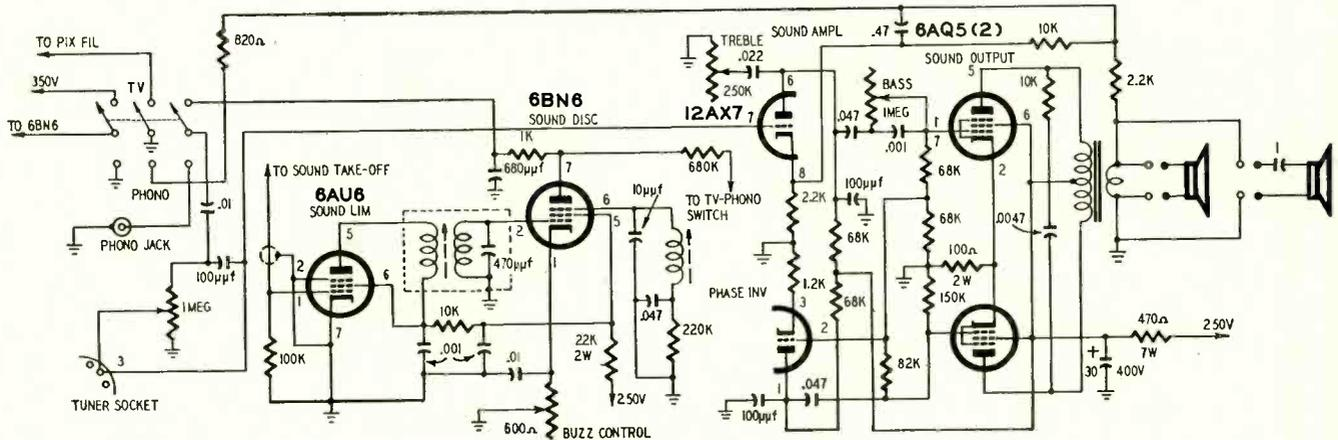 TO PIX FIL
350V
TV
TO 6BN6
PHONO
PHONO JACK
820Ω
.01
100μμf
1MEG
3
TUNER SOCKET
TO SOUND TAKE-OFF
6AU6
SOUND LIM
5
2
1
6
7
100K
10K
.001
.01
470μμf
2
1K
680μμf
6BN6
SOUND DISC
7
6
5
1
10μμf
680K
TO TV-PHONO
SWITCH
.047
220K
22K
2W
250V
600Ω
BUZZ CONTROL
TREBLE
.022
250K
SOUND AMPL
6
12AX7
7
8
2.2K
100μμf
68K
1.2K
68K
PHASE INV
3
2
1
100μμf
.047
82K
.47
BASS
1MEG
.047
.001
6AQ5(2)
SOUND OUTPUT
5
1
7
6
2
68K
68K
100Ω
2W
150K
10K
10K
.0047
2.2K
1
470Ω
7W
250V
+
30
400V